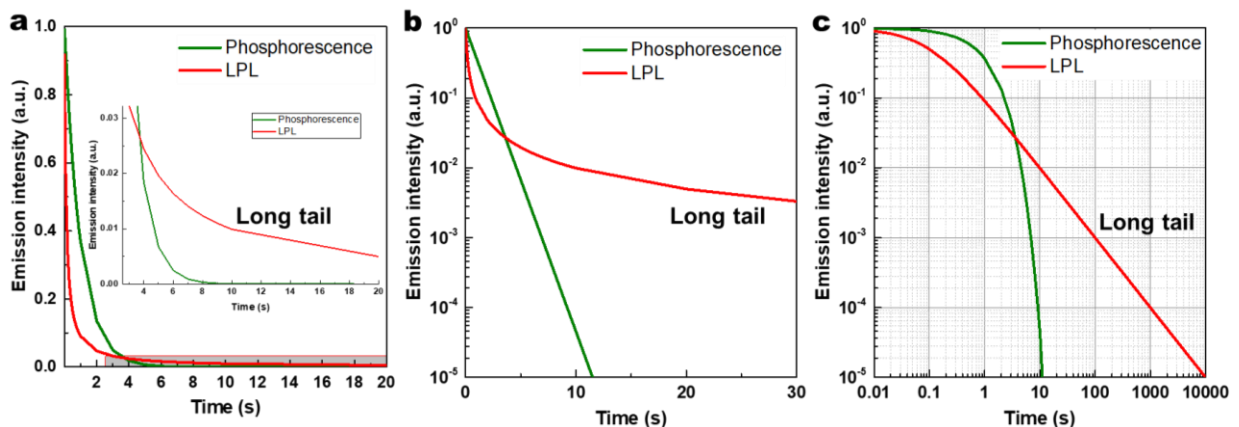 a
Emission intensity (a.u.)
1.0
0.8
0.6
0.4
0.2
0.0
2 4 6 8 10 12 14 16 18 20
Time (s)
Phosphorescence
LPL
Emission intensity (a.u.)
0.03
0.02
0.01
0.00
4 6 8 10 12 14 16 18 20
Time (s)
Phosphorescence
LPL
Long tail
b
Emission intensity (a.u.)
10⁰
10⁻¹
10⁻²
10⁻³
10⁻⁴
10⁻⁵
0 10 20 30
Time (s)
Phosphorescence
LPL
Long tail
c
Emission intensity (a.u.)
10⁰
10⁻¹
10⁻²
10⁻³
10⁻⁴
10⁻⁵
0.01 0.1 1 10 100 1000 10000
Time (s)
Phosphorescence
LPL
Long tail